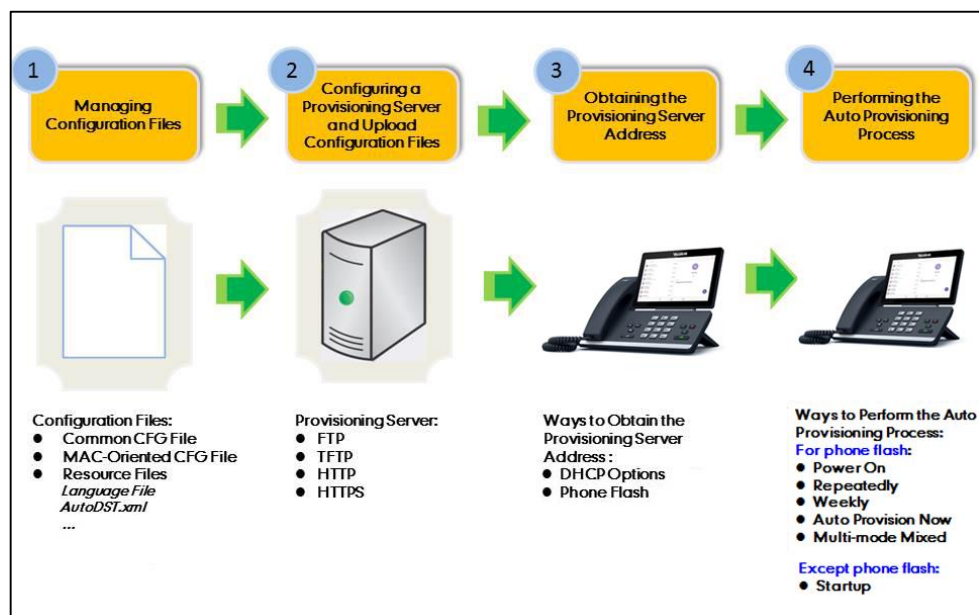 1
Managing
Configuration Files
2
Configuring a
Provisioning Server
and Upload
Configuration Files
3
Obtaining the
Provisioning Server
Address
4
Performing the
Auto Provisioning
Process
Configuration Files:
● Common CFG File
● MAC-Oriented CFG File
● Resource Files
Language File
AutoDST.xml
...
Provisioning Server:
● FTP
● TFTP
● HTTP
● HTTPS
Ways to Obtain the
Provisioning Server
Address :
● DHCP Options
● Phone Flash
Ways to Perform the Auto
Provisioning Process:
For phone flash:
● Power On
● Repeatedly
● Weekly
● Auto Provision Now
● Multi-mode Mixed
Except phone flash:
● Startup